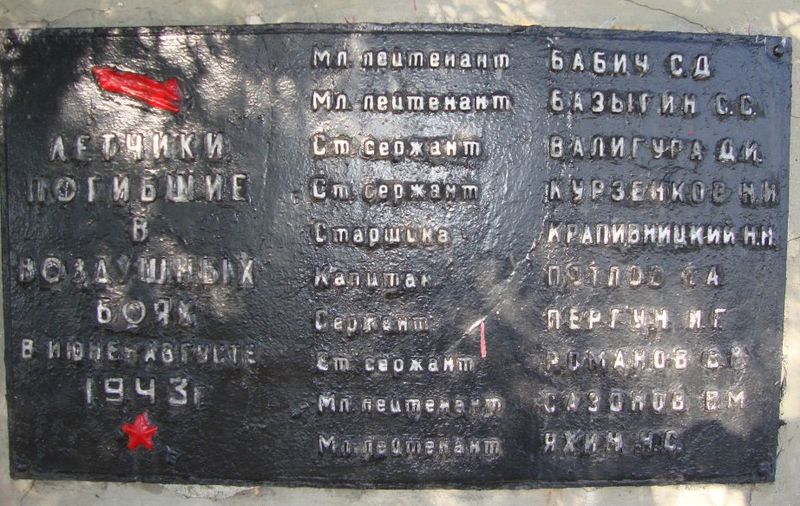 ЛЕТЧИКИ
ПОГИБШИЕ
В
ВОЗДУШНЫХ
БОЯХ
В ИЮНЕ-АВГУСТЕ
1943г
Мл. лейтенант БАБИЧ С.Д.
Мл. лейтенант БАЗЫГИН С.С.
Ст. сержант ВАЛИГУРА Д.И.
Ст. сержант КУРЗЕНКОВ Н.И.
Старшина КРАПИВНИЦКИЙ Н.Н.
Капитан ПОТЛОВ
Сержант ПЕРГУН И.Г.
Ст. сержант РОМАНОВ
Мл. лейтенант САЗОНОВ В.М.
Мл. лейтенант ЯХИН